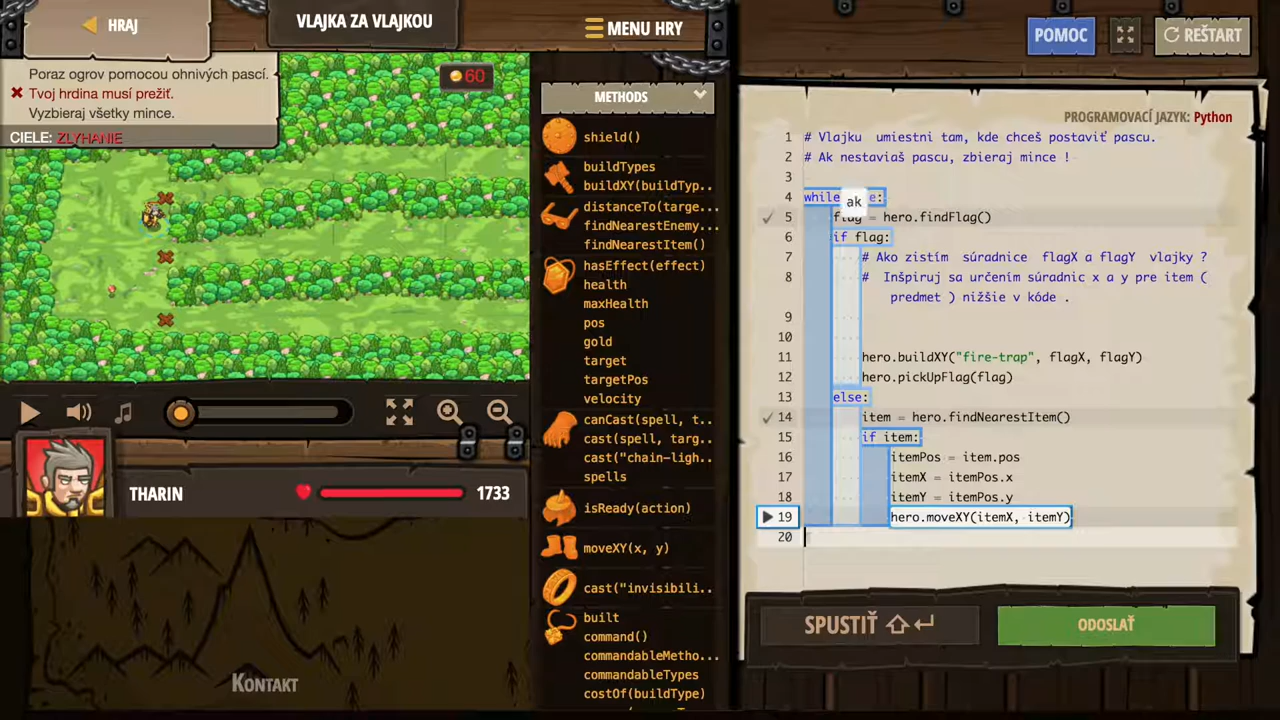 HRAJ
VLAJKA ZA VLAJKOU
MENU HRY
POMOC
REŠTART
Poraz ogrov pomocou ohnivých pascí.
Tvoj hrdina musí prežiť.
Vyzbieraj všetky mince.
CIELE: ZLYHANIE
60
METHODS
shield()
buildTypes
buildXY(buildTyp..
distanceTo(targe...
findNearestEnemy...
findNearestItem()
hasEffect(effect)
health
maxHealth
pos
gold
target
targetPos
velocity
canCast(spell, t..
cast(spell, targ..
cast("chain-ligh..
spells
isReady(action)
moveXY(x, y)
cast("invisibili..
built
command()
commandableMetho...
commandableTypes
costOf(buildType)
THARIN
1733
KONTAKT
PROGRAMOVACÍ JAZYK: Python
1 # Vlajku umiestni tam, kde chceš postaviť pascu.
2 # Ak nestaviaš pascu, zbieraj mince !
3
4 while e:
ak
5 flag = hero.findFlag()
6 if flag:
7 # Ako zistím súradnice flagX a flagY vlajky ?
8 # Inšpiruj sa určením súradnic x a y pre item (
predmet ) nižšie v kóde .
9
10
11 hero.buildXY("fire-trap", flagX, flagY)
12 hero.pickUpFlag(flag)
13 else:
14 item = hero.findNearestItem()
15 if item:
16 itemPos = item.pos
17 itemX = itemPos.x
18 itemY = itemPos.y
19 hero.moveXY(itemX, itemY)
20
SPUSTIŤ
ODOSLAŤ